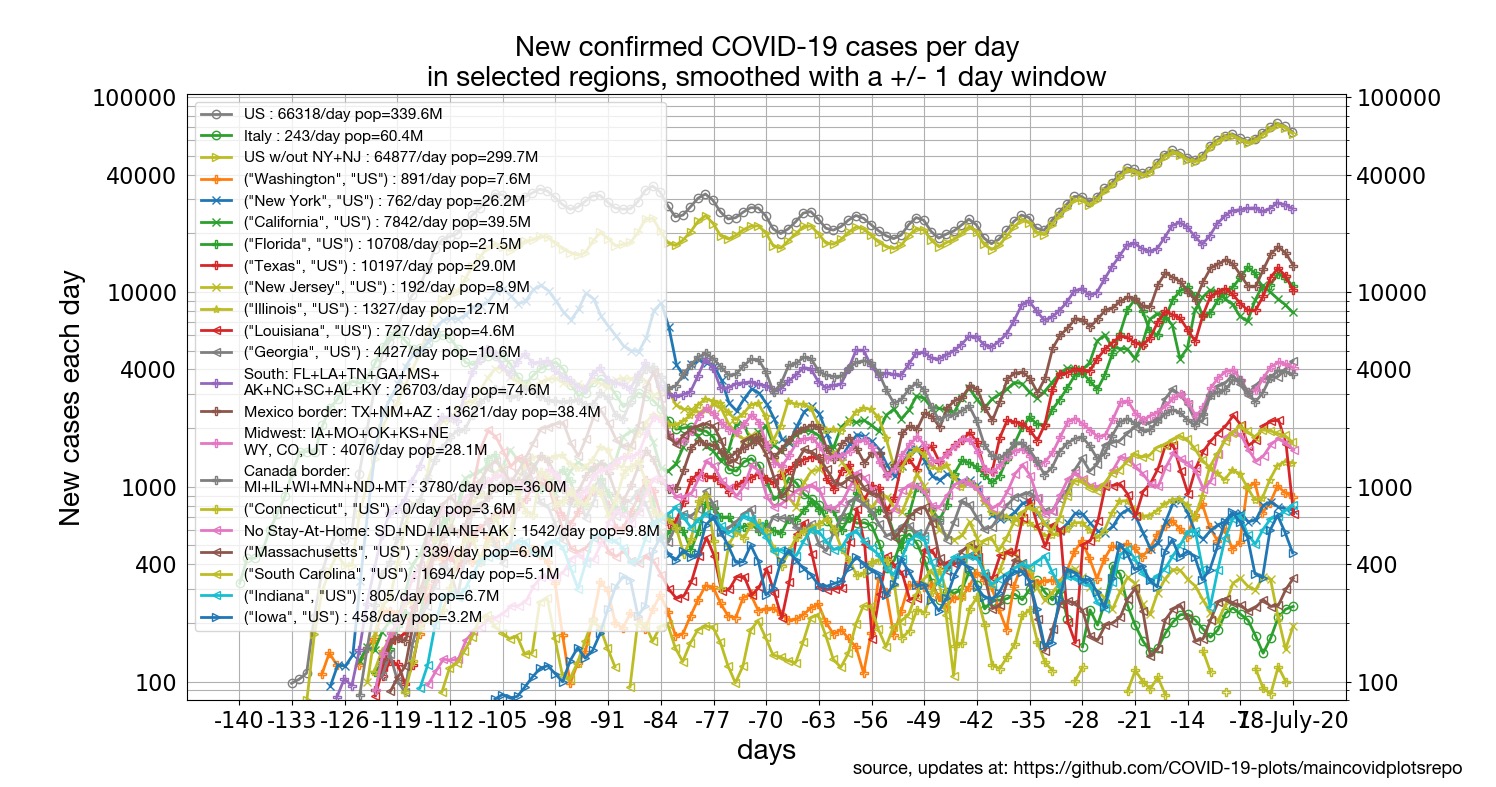 New confirmed COVID-19 cases per day
in selected regions, smoothed with a +/- 1 day window
100000
40000
10000
4000
1000
400
100
New cases each day
US : 66318/day pop=339.6M
Italy : 243/day pop=60.4M
US w/out NY+NJ : 64877/day pop=299.7M
("Washington", "US") : 891/day pop=7.6M
("New York", "US") : 762/day pop=26.2M
("California", "US") : 7842/day pop=39.5M
("Florida", "US") : 10708/day pop=21.5M
("Texas", "US") : 10197/day pop=29.0M
("New Jersey", "US") : 192/day pop=8.9M
("Illinois", "US") : 1327/day pop=12.7M
("Louisiana", "US") : 727/day pop=4.6M
("Georgia", "US") : 4427/day pop=10.6M
South: FL+LA+TN+GA+MS+
AK+NC+SC+AL+KY : 26703/day pop=74.6M
Mexico border: TX+NM+AZ : 13621/day pop=38.4M
Midwest: IA+MO+OK+KS+NE
WY, CO, UT : 4076/day pop=28.1M
Canada border:
MI+IL+WI+MN+ND+MT : 3780/day pop=36.0M
("Connecticut", "US") : 0/day pop=3.6M
No Stay-At-Home: SD+ND+IA+NE+AK : 1542/day pop=9.8M
("Massachusetts", "US") : 339/day pop=6.9M
("South Carolina", "US") : 1694/day pop=5.1M
("Indiana", "US") : 805/day pop=6.7M
("Iowa", "US") : 458/day pop=3.2M
100000
40000
10000
4000
1000
400
100
-140 -133 -126 -119 -112 -105 -98 -91 -84 -77 -70 -63 -56 -49 -42 -35 -28 -21 -14 -7 18-July-20
days
source, updates at: https://github.com/COVID-19-plots/maincovidplotsrepo